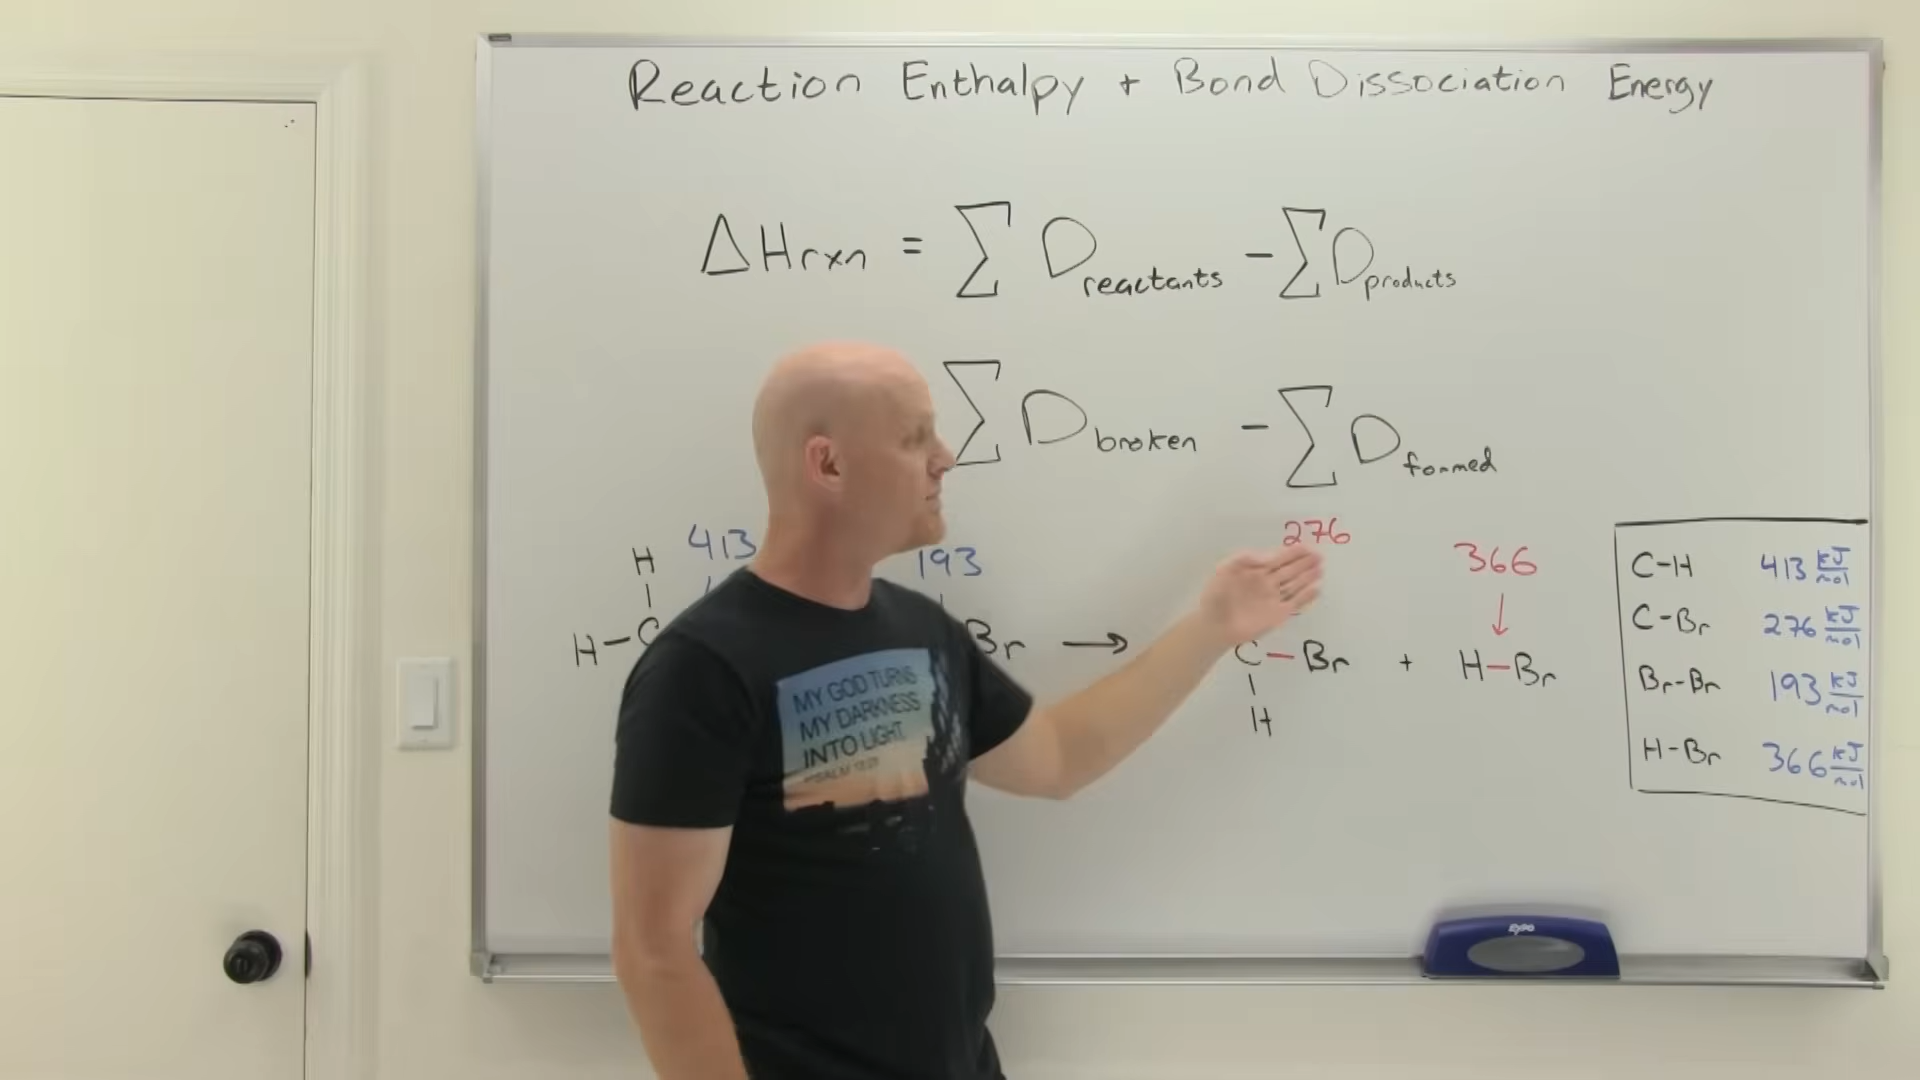 Reaction Enthalpy + Bond Dissociation Energy
ΔHrxn = ∑ Dreactants - ∑Dproducts
∑ Dbroken - ∑ Dformed
H 413 193 276 366
H-C Br → C-Br + H-Br
H
C-H 413 kJ/mol
C-Br 276 kJ/mol
Br-Br 193 kJ/mol
H-Br 366 kJ/mol
MY GOD TURNS
MY DARKNESS
INTO LIGHT
expo